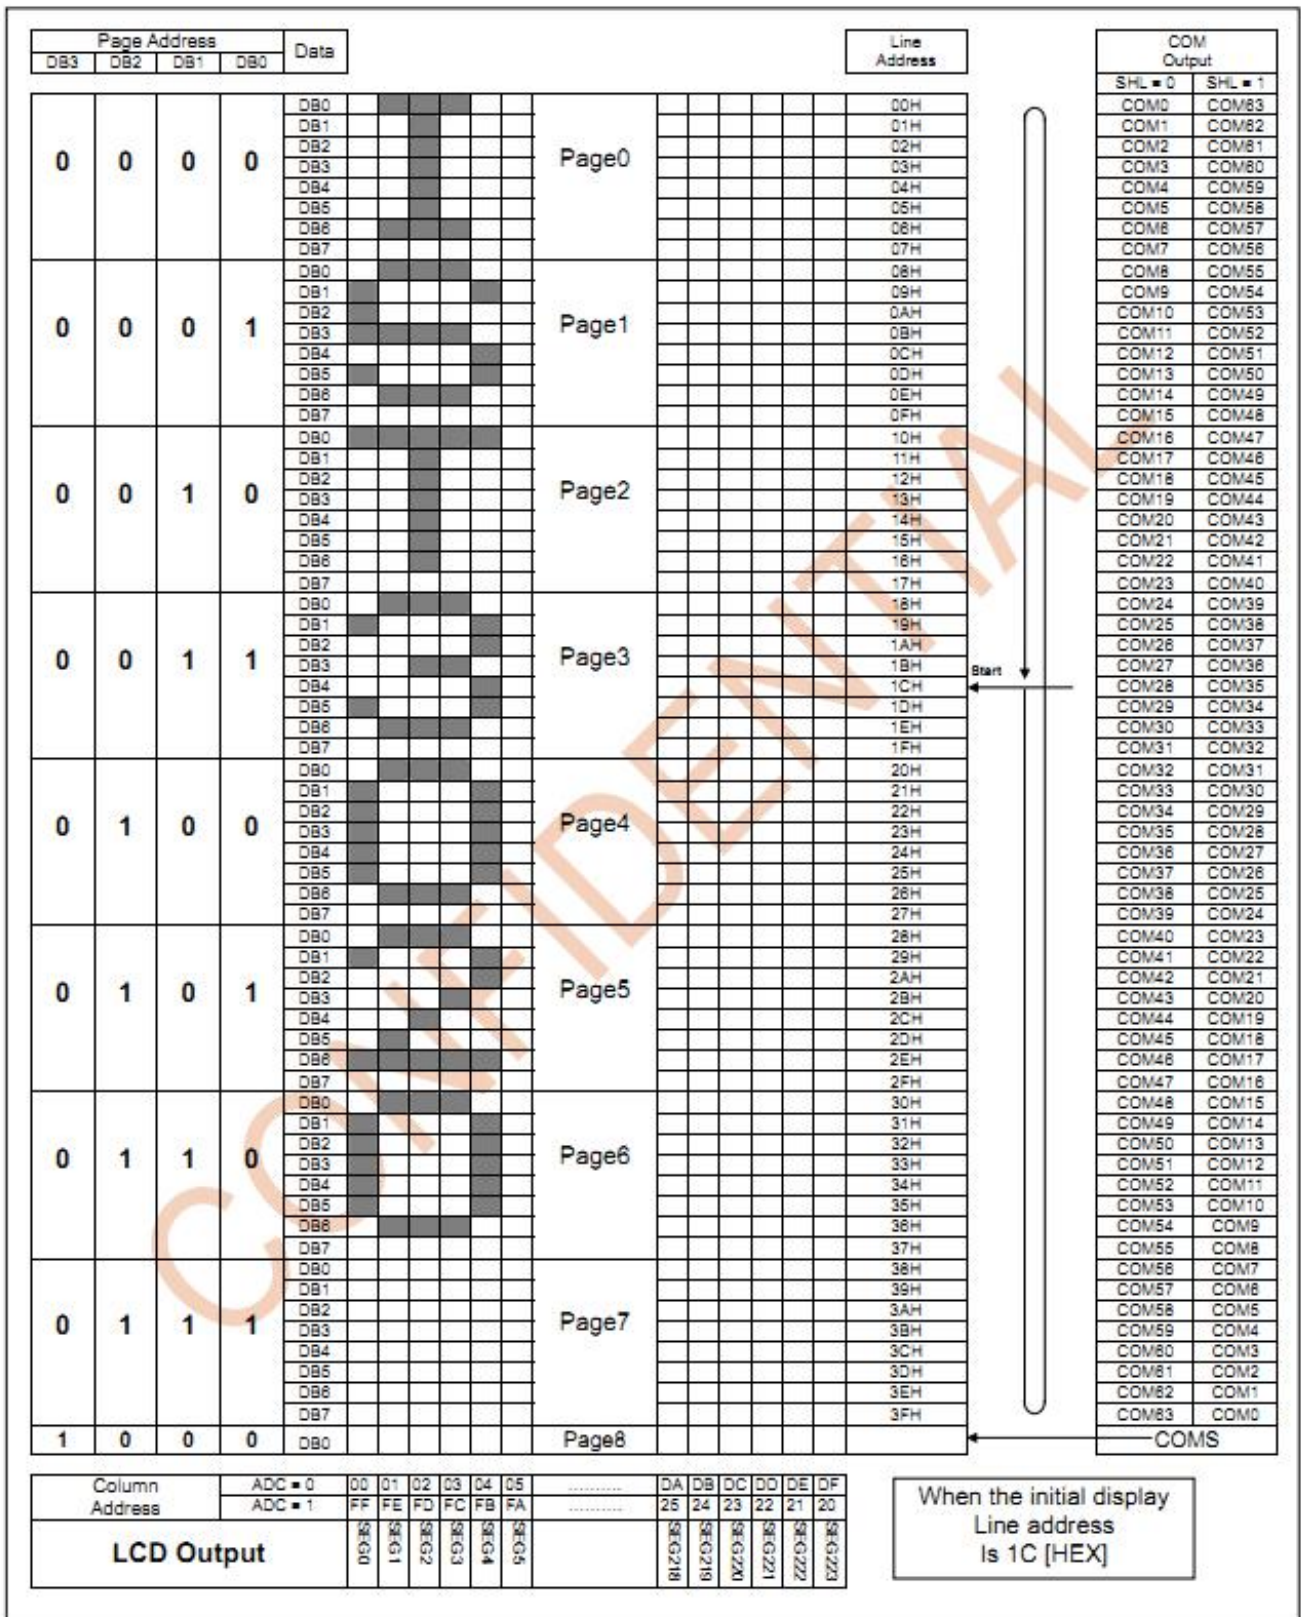 Page Address Data Line Address COM Output
DB3 DB2 DB1 DB0 SHL = 0 SHL = 1
DB0 00H COM0 COM63
DB1 01H COM1 COM62
DB2 02H COM2 COM61
0 0 0 0 DB3 Page0 03H COM3 COM60
DB4 04H COM4 COM59
DB5 05H COM5 COM58
DB6 06H COM6 COM57
DB7 07H COM7 COM56
DB0 08H COM8 COM55
DB1 09H COM9 COM54
DB2 0AH COM10 COM53
0 0 0 1 DB3 Page1 0BH COM11 COM52
DB4 0CH COM12 COM51
DB5 0DH COM13 COM50
DB6 0EH COM14 COM49
DB7 0FH COM15 COM48
DB0 10H COM16 COM47
DB1 11H COM17 COM46
DB2 12H COM18 COM45
0 0 1 0 DB3 Page2 13H COM19 COM44
DB4 14H COM20 COM43
DB5 15H COM21 COM42
DB6 16H COM22 COM41
DB7 17H COM23 COM40
DB0 18H COM24 COM39
DB1 19H COM25 COM38
DB2 1AH COM26 COM37
0 0 1 1 DB3 Page3 1BH COM27 COM36
DB4 1CH Start COM28 COM35
DB5 1DH COM29 COM34
DB6 1EH COM30 COM33
DB7 1FH COM31 COM32
DB0 20H COM32 COM31
DB1 21H COM33 COM30
DB2 22H COM34 COM29
0 1 0 0 DB3 Page4 23H COM35 COM28
DB4 24H COM36 COM27
DB5 25H COM37 COM26
DB6 26H COM38 COM25
DB7 27H COM39 COM24
DB0 28H COM40 COM23
DB1 29H COM41 COM22
DB2 2AH COM42 COM21
0 1 0 1 DB3 Page5 2BH COM43 COM20
DB4 2CH COM44 COM19
DB5 2DH COM45 COM18
DB6 2EH COM46 COM17
DB7 2FH COM47 COM16
DB0 30H COM48 COM15
DB1 31H COM49 COM14
DB2 32H COM50 COM13
0 1 1 0 DB3 Page6 33H COM51 COM12
DB4 34H COM52 COM11
DB5 35H COM53 COM10
DB6 36H COM54 COM9
DB7 37H COM55 COM8
DB0 38H COM56 COM7
DB1 39H COM57 COM6
DB2 3AH COM58 COM5
0 1 1 1 DB3 Page7 3BH COM59 COM4
DB4 3CH COM60 COM3
DB5 3DH COM61 COM2
DB6 3EH COM62 COM1
DB7 3FH COM63 COM0
1 0 0 0 DB0 Page8 COMS
Column Address
ADC = 0 00 01 02 03 04 05 .......... DA DB DC DD DE DF
ADC = 1 FF FE FD FC FB FA .......... 25 24 23 22 21 20
LCD Output SEG0 SEG1 SEG2 SEG3 SEG4 SEG5 SEG218 SEG219 SEG220 SEG221 SEG222 SEG223
When the initial display
Line address
Is 1C [HEX]
CONFIDENTIAL